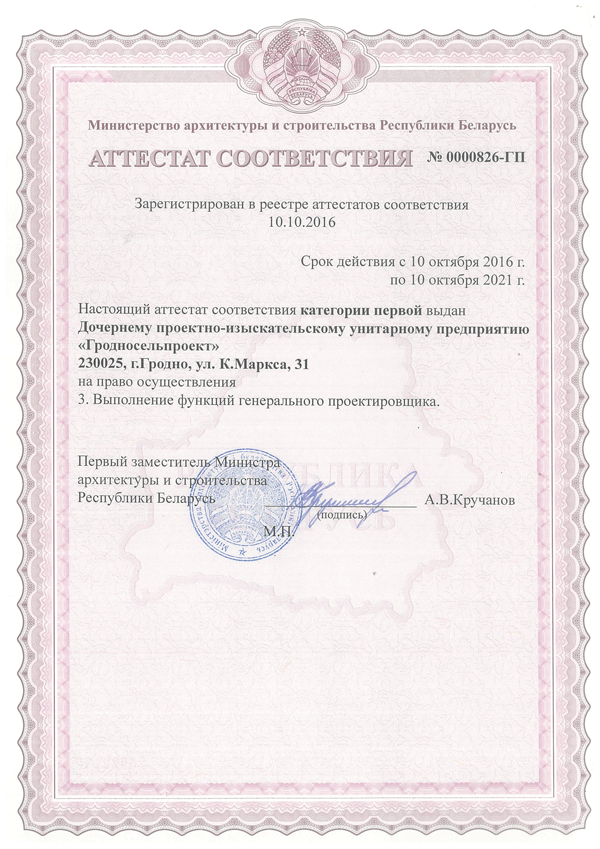 РЕСПУБЛИКА
БЕЛАРУСЬ
Министерство архитектуры и строительства Республики Беларусь
АТТЕСТАТ СООТВЕТСТВИЯ № 0000826-ГП
Зарегистрирован в реестре аттестатов соответствия
10.10.2016
Срок действия с 10 октября 2016 г.
по 10 октября 2021 г.
Настоящий аттестат соответствия категории первой выдан
Дочернему проектно-изыскательскому унитарному предприятию
«Гродносельпроект»
230025, г.Гродно, ул. К.Маркса, 31
на право осуществления
3. Выполнение функций генерального проектировщика.
Первый заместитель Министра
архитектуры и строительства
Республики Беларусь А.В.Кручанов
(подпись)
М.П.